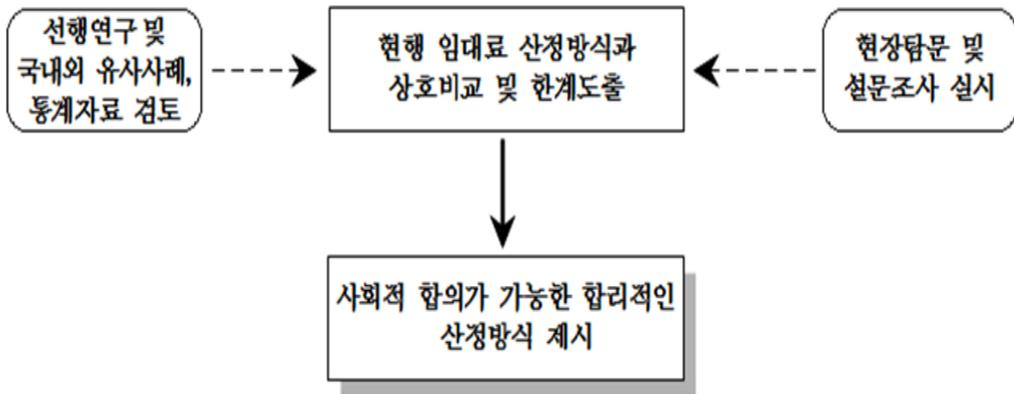 선행연구 및
국내외 유사사례,
통계자료 검토
현행 임대료 산정방식과
상호비교 및 한계도출
현장탐문 및
설문조사 실시
사회적 합의가 가능한 합리적인
산정방식 제시